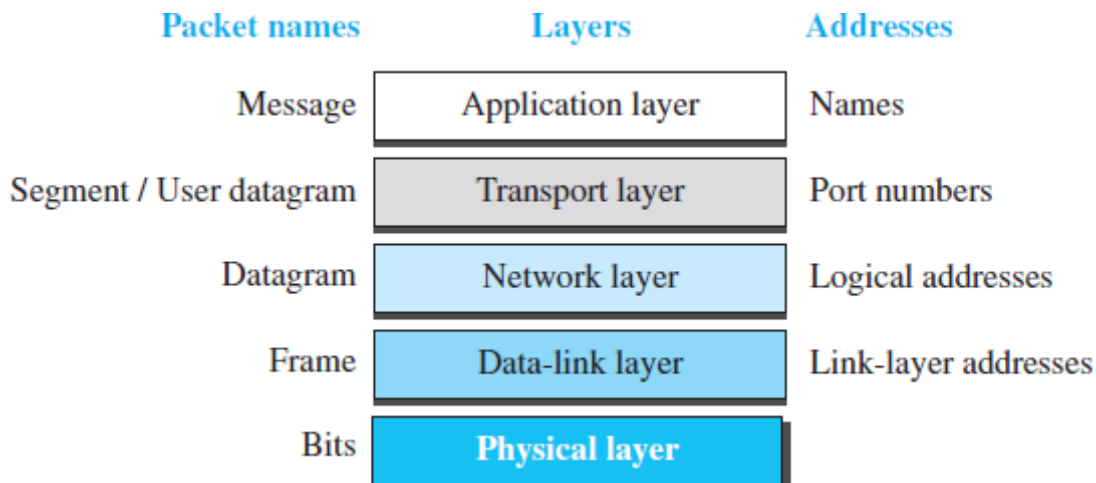 Packet names Layers Addresses
Message Application layer Names
Segment / User datagram Transport layer Port numbers
Datagram Network layer Logical addresses
Frame Data-link layer Link-layer addresses
Bits Physical layer